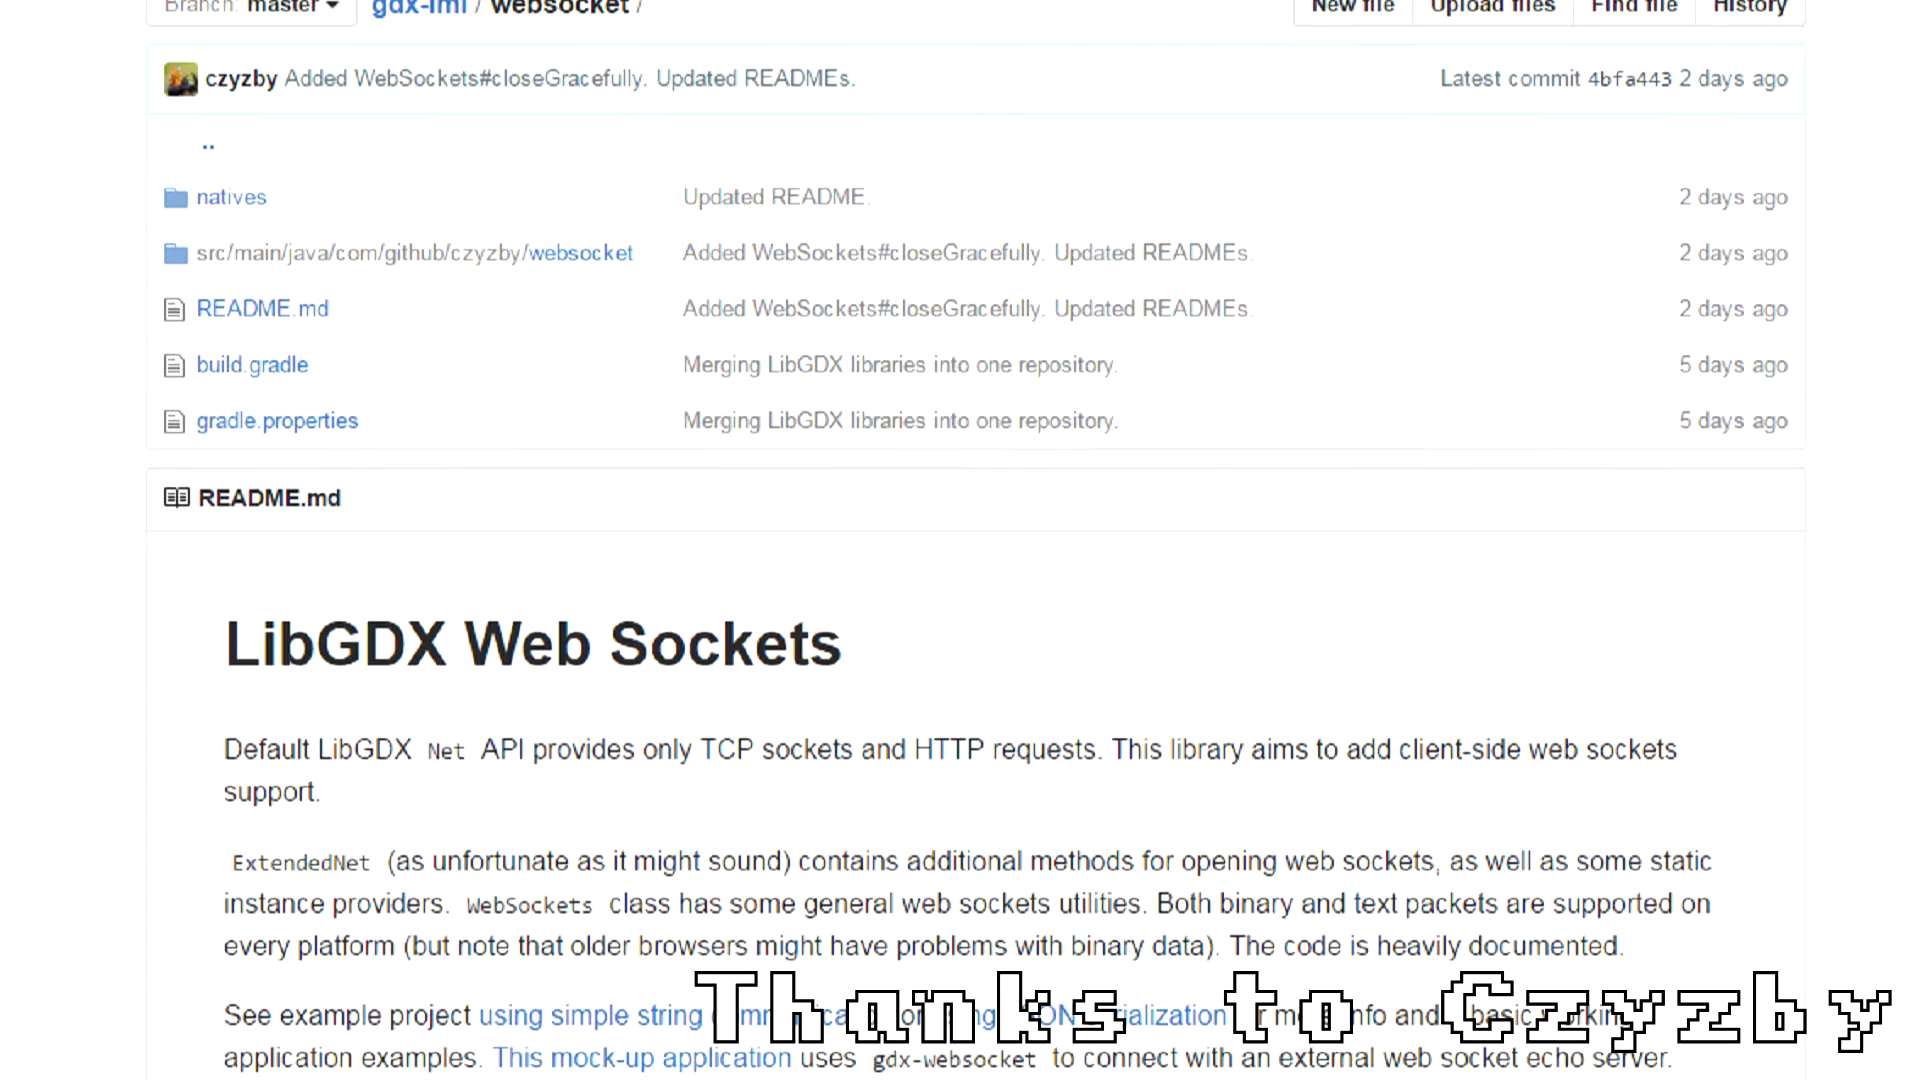 Branch: master gdx-lml / websocket / New file Upload files Find file History
czyzby Added WebSockets#closeGracefully. Updated READMEs. Latest commit 4bfa443 2 days ago
..
natives Updated README. 2 days ago
src/main/java/com/github/czyzby/websocket Added WebSockets#closeGracefully. Updated READMEs. 2 days ago
README.md Added WebSockets#closeGracefully. Updated READMEs. 2 days ago
build.gradle Merging LibGDX libraries into one repository. 5 days ago
gradle.properties Merging LibGDX libraries into one repository. 5 days ago
README.md
LibGDX Web Sockets
Default LibGDX Net API provides only TCP sockets and HTTP requests. This library aims to add client-side web sockets
support.
ExtendedNet (as unfortunate as it might sound) contains additional methods for opening web sockets, as well as some static
instance providers. WebSockets class has some general web sockets utilities. Both binary and text packets are supported on
every platform (but note that older browsers might have problems with binary data). The code is heavily documented.
See example project using simple string and basic
Thanks to Czyzby
application examples. This mock-up application uses gdx-websocket to connect with an external web socket echo server.